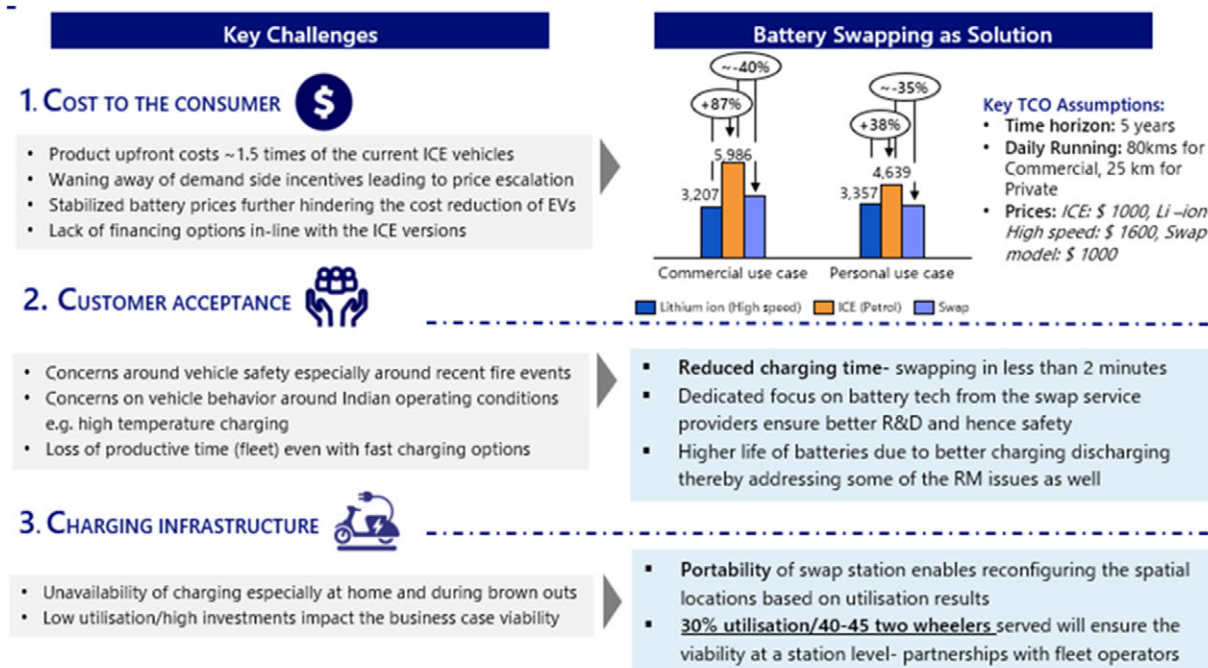 Key Challenges
Battery Swapping as Solution
1. COST TO THE CONSUMER
$
• Product upfront costs ~1.5 times of the current ICE vehicles
• Waning away of demand side incentives leading to price escalation
• Stabilized battery prices further hindering the cost reduction of EVs
• Lack of financing options in-line with the ICE versions
~-40%
+87%
5,986
3,207
~-35%
+38%
4,639
3,357
Commercial use case
Personal use case
Lithium ion (High speed)
ICE (Petrol)
Swap
Key TCO Assumptions:
• Time horizon: 5 years
• Daily Running: 80kms for
Commercial, 25 km for
Private
• Prices: ICE: $ 1000, Li –ion
High speed: $ 1600, Swap
model: $ 1000
2. CUSTOMER ACCEPTANCE
• Concerns around vehicle safety especially around recent fire events
• Concerns on vehicle behavior around Indian operating conditions
e.g. high temperature charging
• Loss of productive time (fleet) even with fast charging options
▪ Reduced charging time- swapping in less than 2 minutes
▪ Dedicated focus on battery tech from the swap service
providers ensure better R&D and hence safety
▪ Higher life of batteries due to better charging discharging
thereby addressing some of the RM issues as well
3. CHARGING INFRASTRUCTURE
• Unavailability of charging especially at home and during brown outs
• Low utilisation/high investments impact the business case viability
▪ Portability of swap station enables reconfiguring the spatial
locations based on utilisation results
▪ 30% utilisation/40-45 two wheelers served will ensure the
viability at a station level- partnerships with fleet operators